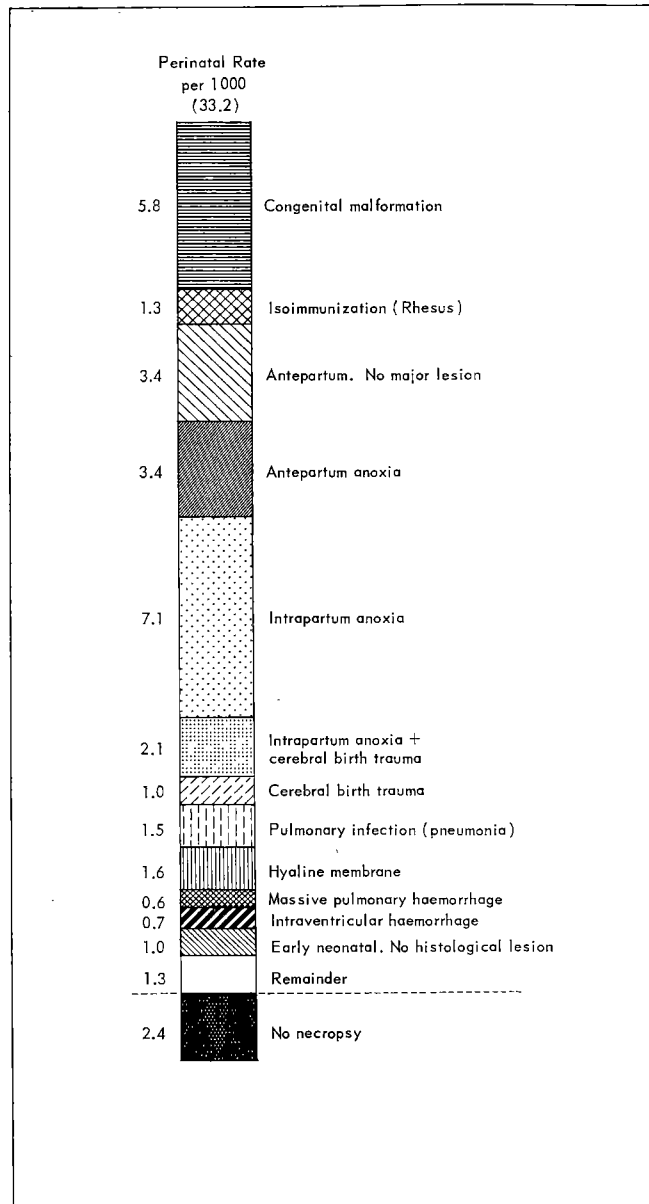 Perinatal Rate
per 1000
(33.2)
5.8 Congenital malformation
1.3 Isoimmunization (Rhesus)
3.4 Antepartum. No major lesion
3.4 Antepartum anoxia
7.1 Intrapartum anoxia
2.1 Intrapartum anoxia +
cerebral birth trauma
1.0 Cerebral birth trauma
1.5 Pulmonary infection (pneumonia)
1.6 Hyaline membrane
0.6 Massive pulmonary haemorrhage
0.7 Intraventricular haemorrhage
1.0 Early neonatal. No histological lesion
1.3 Remainder
2.4 No necropsy